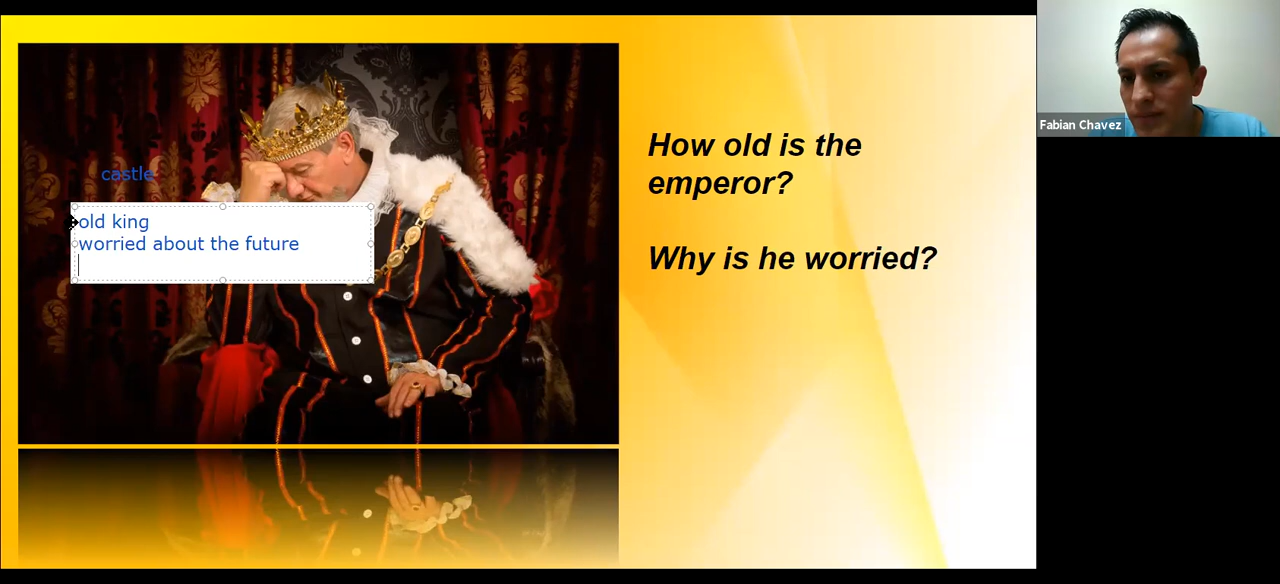 castle
old king
worried about the future
How old is the
emperor?
Why is he worried?
Fabian Chavez